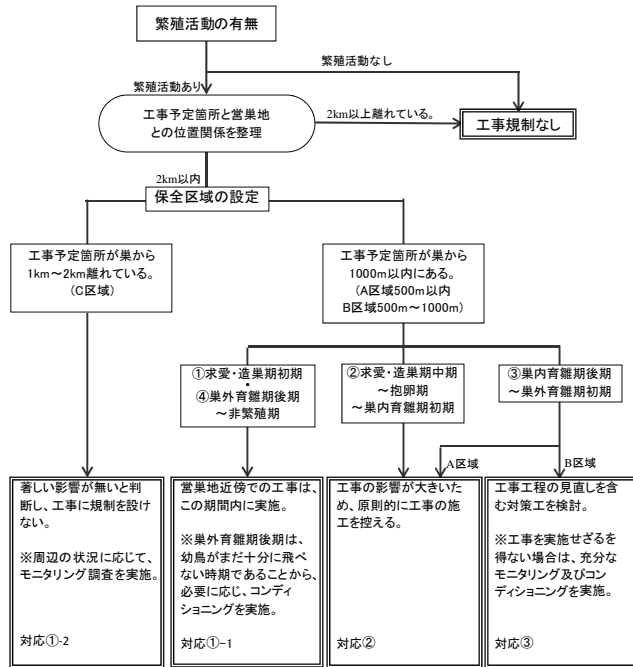 繁殖活動の有無
繁殖活動なし
繁殖活動あり
工事予定箇所と営巣地
との位置関係を整理
2km以上離れている。
工事規制なし
2km以内
保全区域の設定
工事予定箇所が巣から
1km～2km離れている。
（C区域）
工事予定箇所が巣から
1000m以内にある。
（A区域500m以内
B区域500m～1000m）
①求愛・造巣期初期
・
④巣外育雛期後期
～非繁殖期
②求愛・造巣期中期
～抱卵期
～巣内育雛期初期
③巣内育雛期後期
～巣外育雛期初期
A区域
B区域
著しい影響が無いと判
断し、工事に規制を設け
ない。
※周辺の状況に応じて、
モニタリング調査を実施。
対応①-2
営巣地近傍での工事は、
この期間内に実施。
※巣外育雛期後期は、
幼鳥がまだ十分に飛べ
ない時期であることから、
必要に応じ、コンディ
ショニングを実施。
対応①-1
工事の影響が大きいた
め、原則的に工事の施
工を控える。
対応②
工事工程の見直しを含
む対策工を検討。
※工事を実施せざるを
得ない場合は、充分な
モニタリング及びコン
ディショニングを実施。
対応③